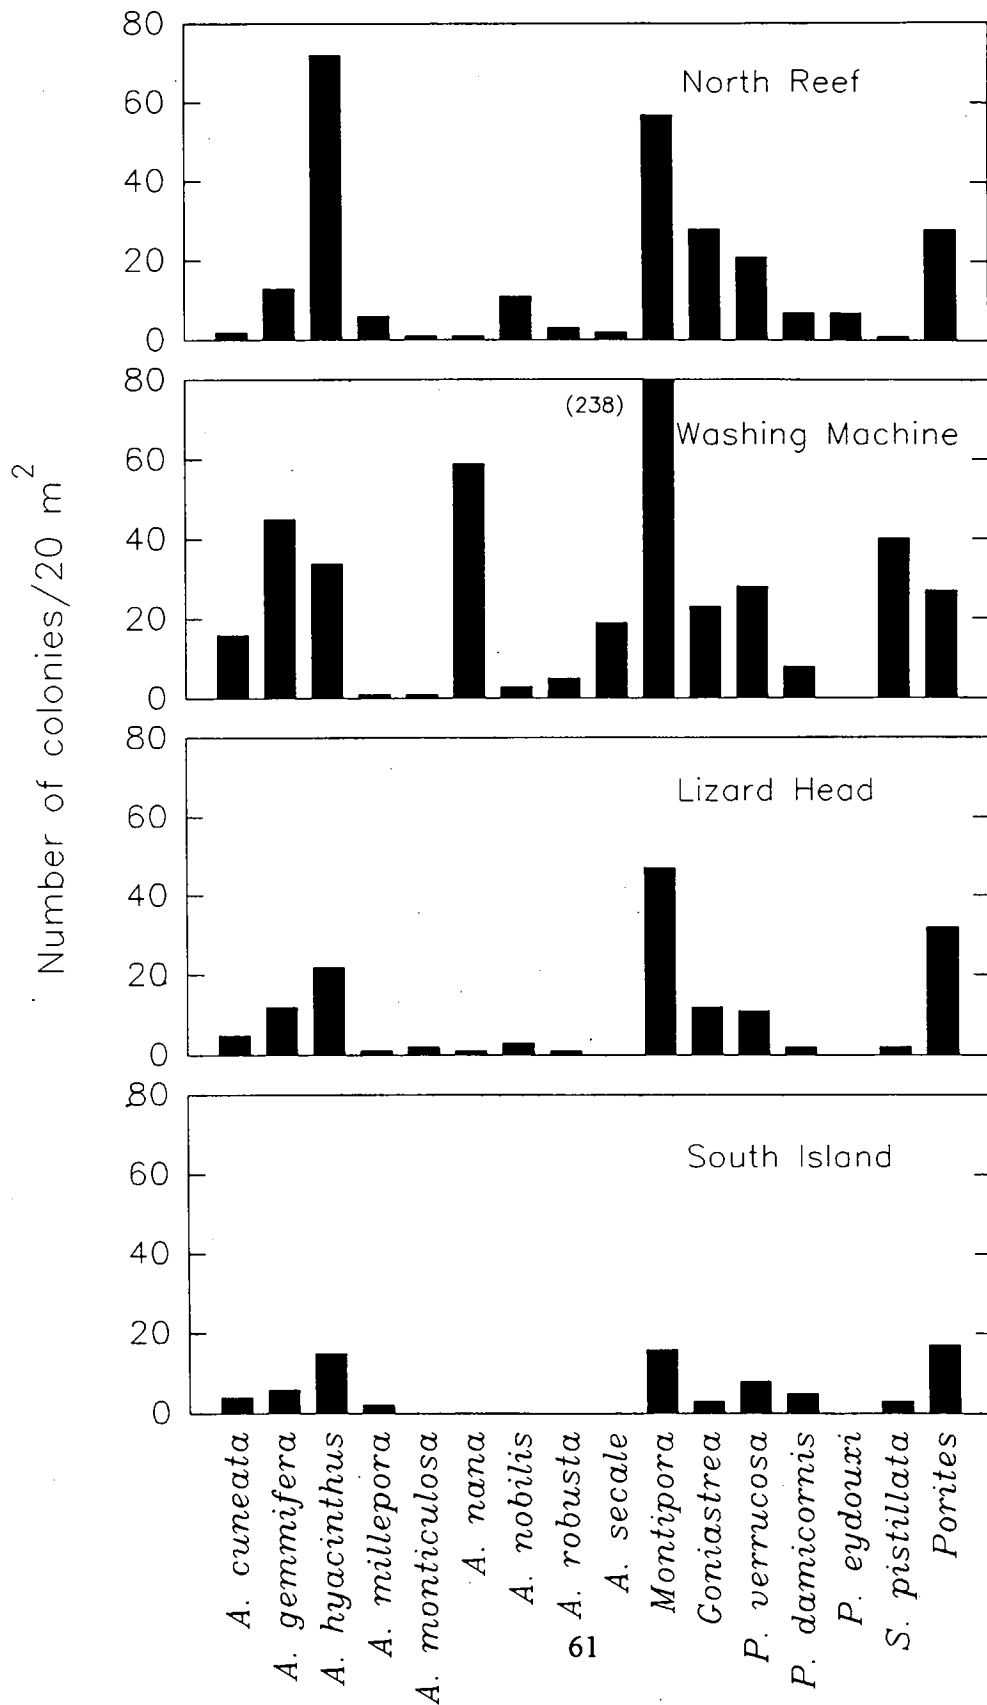 Number of colonies/20 m²
80
60
40
20
0
North Reef
80
60
40
20
0
(238)
Washing Machine
80
60
40
20
0
Lizard Head
80
60
40
20
0
South Island
A. cuneata
A. gemmifera
A. hyacinthus
A. millepora
A. monticulosa
A. nana
A. nobilis
A. robusta
A. secale
Montipora
Goniastrea
P. verrucosa
P. damicornis
P. eydouxi
S. pistillata
Porites
61